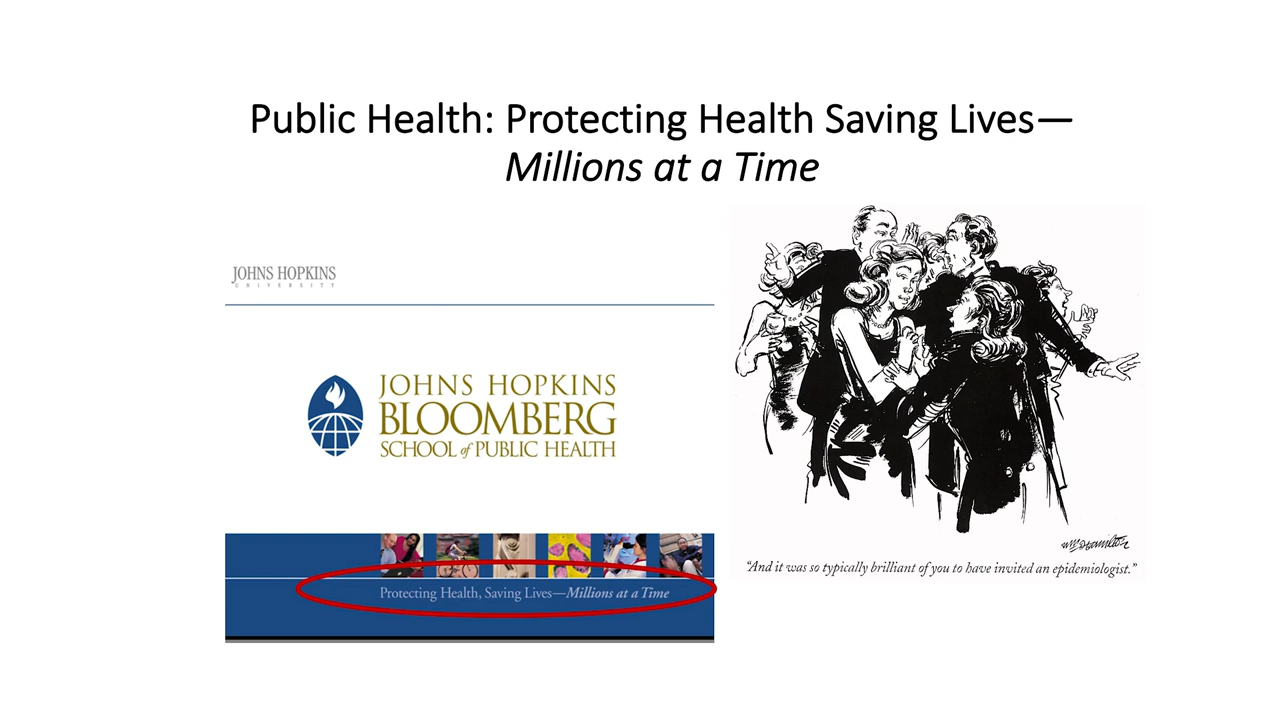 Public Health: Protecting Health Saving Lives—
Millions at a Time
JOHNS HOPKINS
UNIVERSITY
JOHNS HOPKINS
BLOOMBERG
SCHOOL of PUBLIC HEALTH
Protecting Health, Saving Lives—Millions at a Time
"And it was so typically brilliant of you to have invited an epidemiologist."